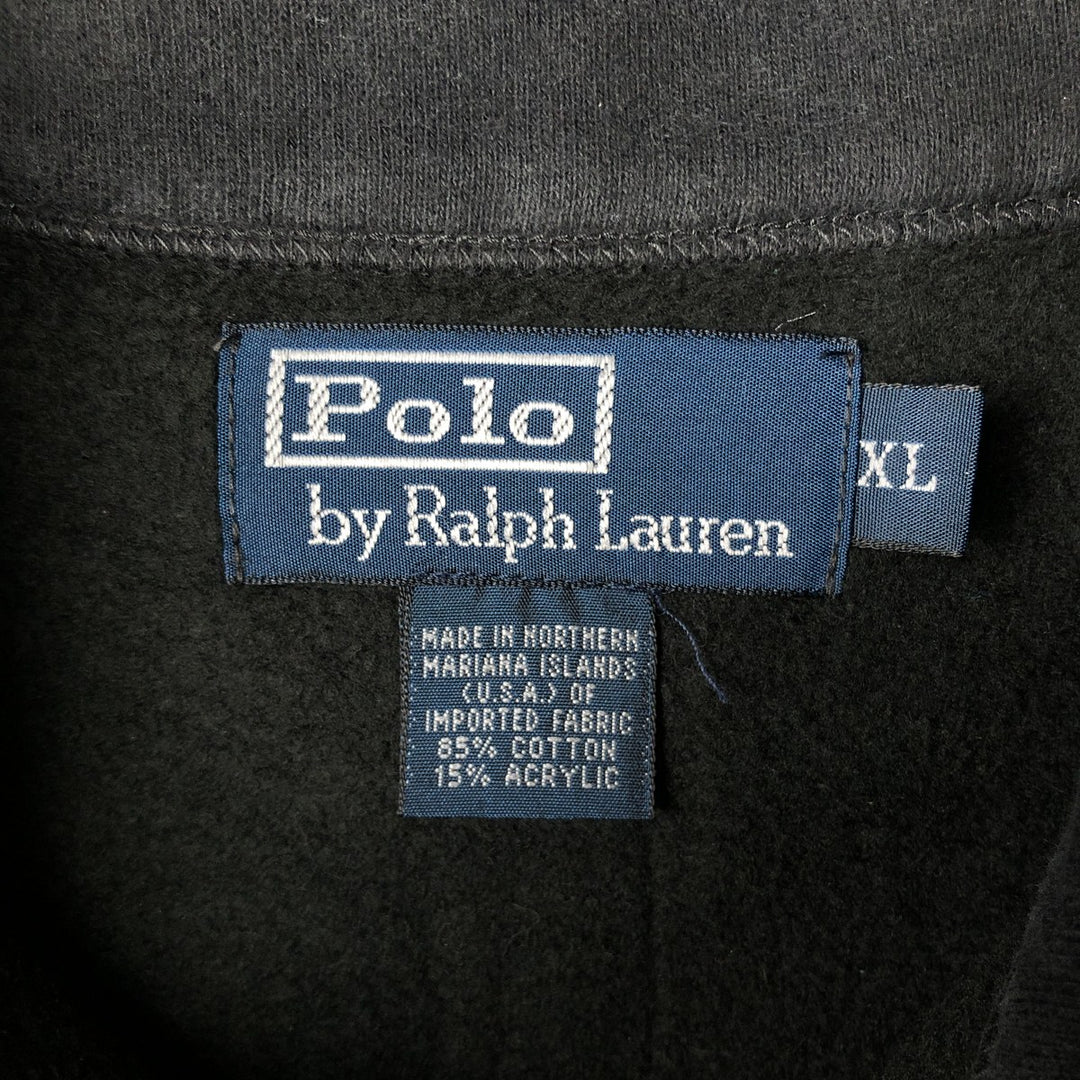 Polo
by Ralph Lauren
XL
MADE IN NORTHERN
MARIANA ISLANDS
(U.S.A.) OF
IMPORTED FABRIC
85% COTTON
15% ACRYLIC